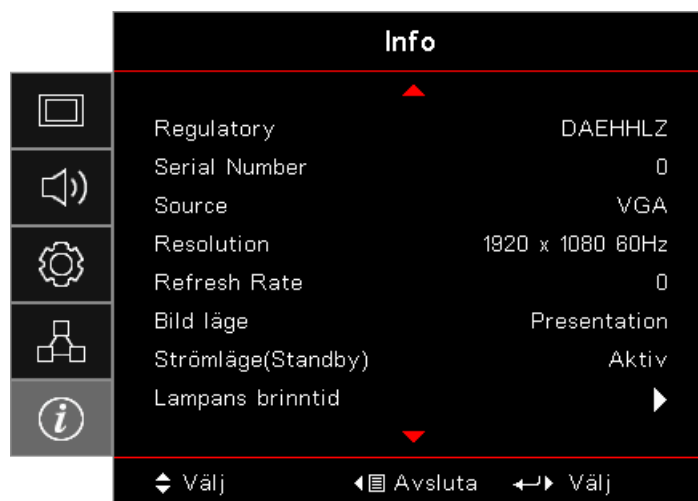 Info
Regulatory DAEHHLZ
Serial Number 0
Source VGA
Resolution 1920 x 1080 60Hz
Refresh Rate 0
Bild läge Presentation
Strömläge(Standby) Aktiv
Lampans brinntid
Välj Avsluta Välj